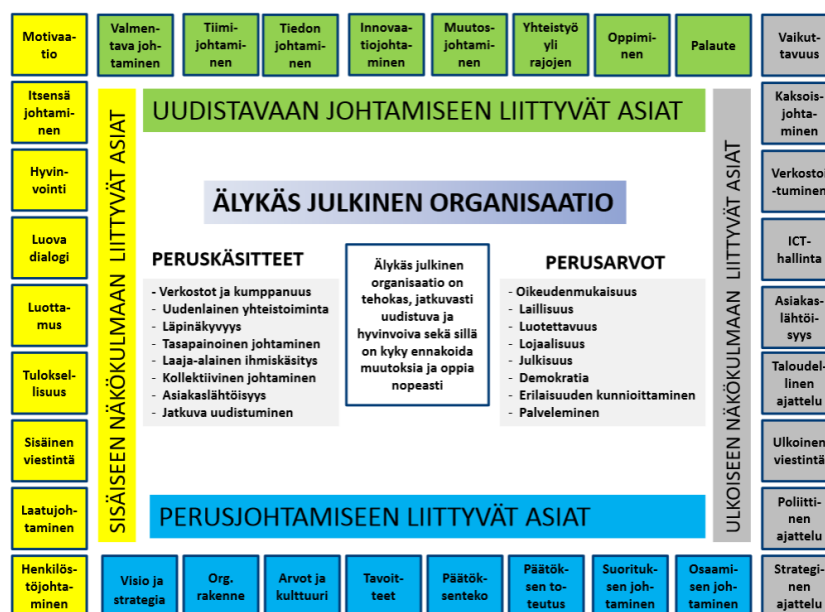 Motivaa-
tio
Valmen-
tava joh-
taminen
Tiimi-
johtami-
nen
Tiedon
johtami-
nen
Innovaa-
tiojohta-
minen
Muutos-
johtami-
nen
Yhteistyö
yli
rajojen
Oppimi-
nen
Palaute
Vaikut-
tavuus
Itsensä
johtami-
nen
Hyvin-
vointi
Luova
dialogi
Luotta-
mus
Tuloksel-
lisuus
Sisäinen
viestintä
Laatujoh-
taminen
Henkilös-
töjohta-
minen
SISÄISEEN NÄKÖKULMAAN LIITTYVÄT ASIAT
UUDISTAVAAN JOHTAMISEEN LIITTYVÄT ASIAT
ÄLYKÄS JULKINEN ORGANISAATIO
PERUSKÄSITTEET
- Verkostot ja kumppanuus
- Uudenlainen yhteistoiminta
- Läpinäkyvyys
- Tasapainoinen johtaminen
- Laaja-alainen ihmiskäsitys
- Kollektiivinen johtaminen
- Asiakaslähtöisyys
- Jatkuva uudistuminen
Älykäs julkinen
organisaatio on
tehokas, jatkuvasti
uudistuva ja
hyvinvoiva sekä sillä
on kyky ennakoida
muutoksia ja oppia
nopeasti
PERUSARVOT
- Oikeudenmukaisuus
- Laillisuus
- Luotettavuus
- Lojaalisuus
- Julkisuus
- Demokratia
- Erilaisuuden kunnioittaminen
- Palveleminen
PERUSJOHTAMISEEN LIITTYVÄT ASIAT
ULKOISEEN NÄKÖKULMAAN LIITTYVÄT ASIAT
Kaksois-
johta-
minen
Verkostoi
-tuminen
ICT-
hallinta
Asiakas-
lähtöi-
syys
Taloudel-
linen
ajattelu
Ulkoinen
viestintä
Poliitti-
nen
ajattelu
Strategi-
nen
ajattelu
Visio ja
strategia
Org.
rakenne
Arvot ja
kulttuuri
Tavoit-
teet
Päätök-
senteko
Päätök-
sen to-
teutus
Suorituk-
sen joh-
taminen
Osaami-
sen joh-
taminen